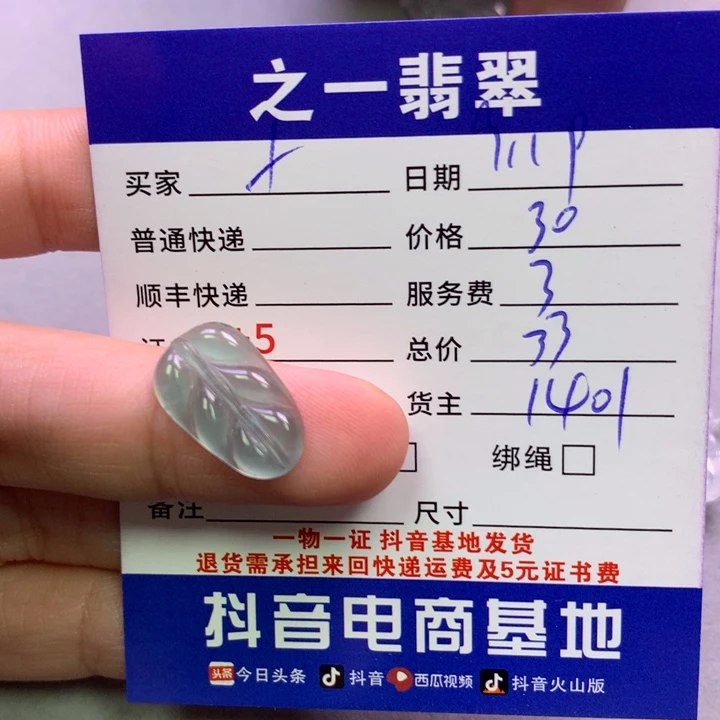 之一翡翠
买家 日期
普通快递 价格 30
顺丰快递 服务费 3
5 总价 33
货主 1401
绑绳
备注 尺寸
一物一证 抖音基地发货
退货需承担来回快递运费及5元证书费
抖音电商基地
头条 今日头条 抖音 西瓜视频 抖音火山版